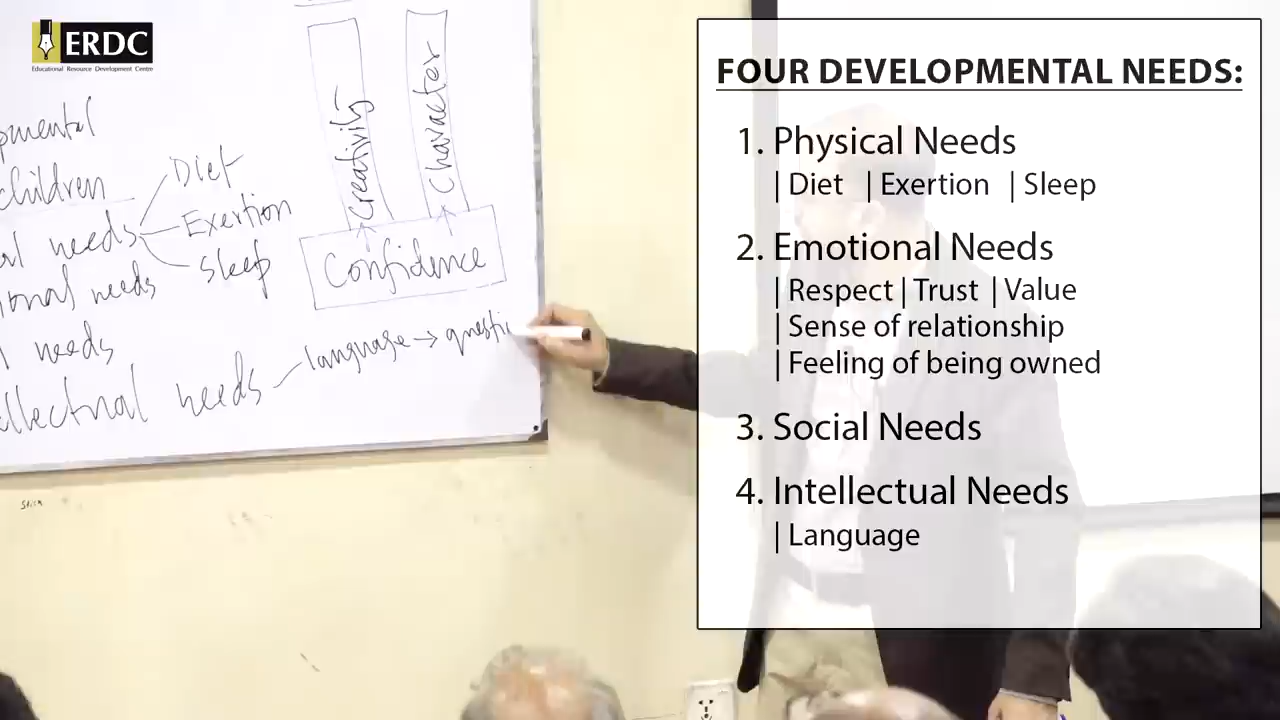 ERDC
Educational Resource Development Centre
children
needs
needs
needs
needs
Diet
Exertion
Sleep
Creativity
Character
Confidence
language → questi
FOUR DEVELOPMENTAL NEEDS:
1. Physical Needs
| Diet | Exertion | Sleep
2. Emotional Needs
| Respect | Trust | Value
| Sense of relationship
| Feeling of being owned
3. Social Needs
4. Intellectual Needs
| Language